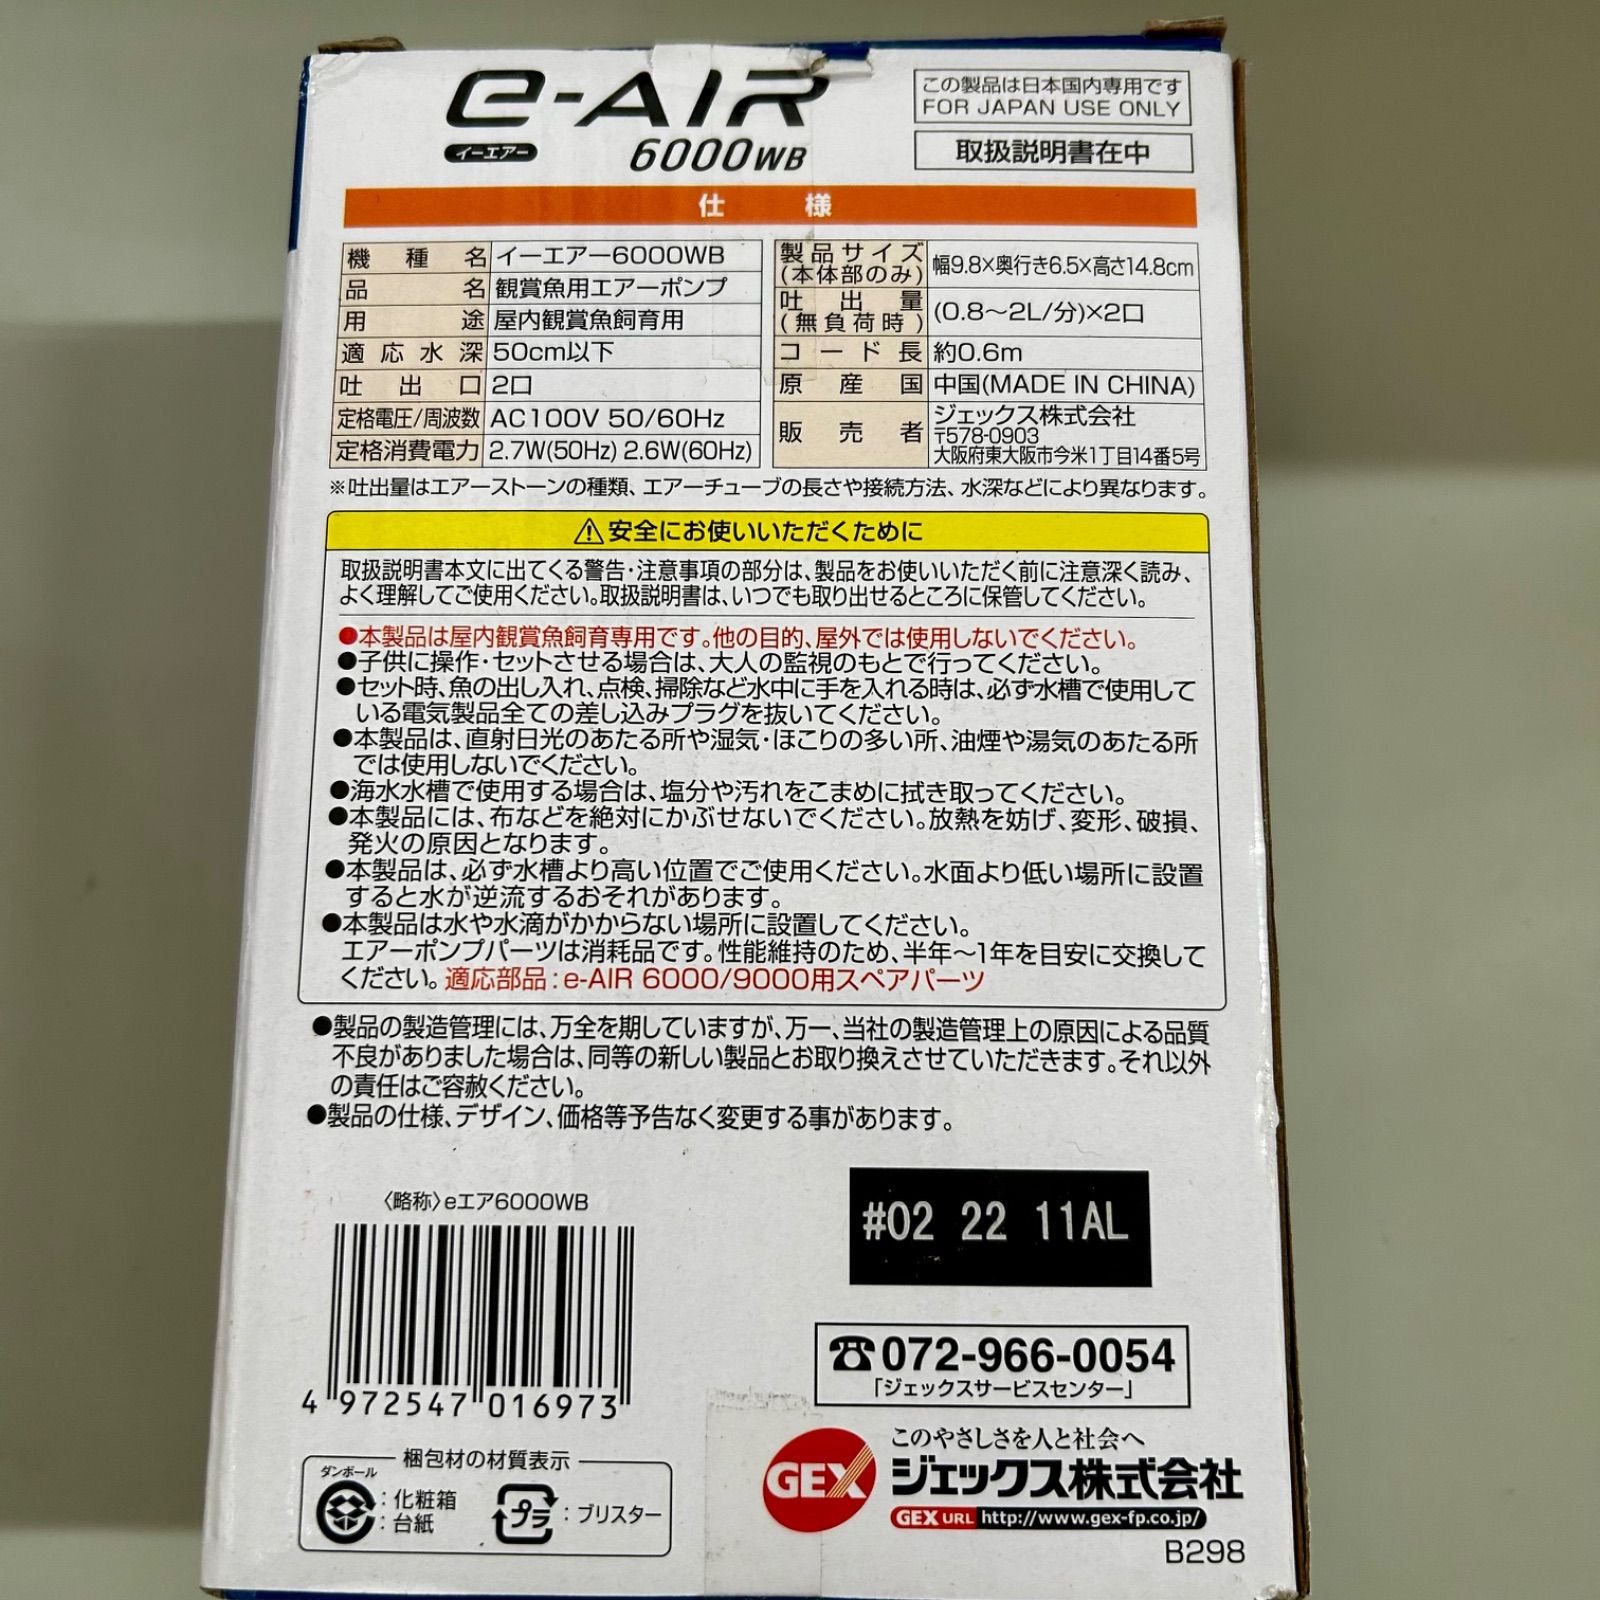 e-AIR
イーエアー
6000WB
この製品は日本国内専用です
FOR JAPAN USE ONLY
取扱説明書在中
仕 様
機種名 イーエアー6000WB
品名 観賞魚用エアーポンプ
用途 屋内観賞魚飼育用
適応水深 50cm以下
吐出口 2口
定格電圧/周波数 AC100V 50/60Hz
定格消費電力 2.7W(50Hz) 2.6W(60Hz)
製品サイズ
(本体部のみ) 幅9.8×奥行き6.5×高さ14.8cm
吐出量
(無負荷時) (0.8〜2L/分)×2口
コード長 約0.6m
原産国 中国(MADE IN CHINA)
販売者 ジェックス株式会社
〒578-0903
大阪府東大阪市今米1丁目14番5号
※吐出量はエアーストーンの種類、エアーチューブの長さや接続方法、水深などにより異なります。
⚠安全にお使いいただくために
取扱説明書本文に出てくる警告・注意事項の部分は、製品をお使いいただく前に注意深く読み、
よく理解してご使用ください。取扱説明書は、いつでも取り出せるところに保管してください。
●本製品は屋内観賞魚飼育専用です。他の目的、屋外では使用しないでください。
●子供に操作・セットさせる場合は、大人の監視のもとで行ってください。
●セット時、魚の出し入れ、点検、掃除など水中に手を入れる時は、必ず水槽で使用して
いる電気製品全ての差し込みプラグを抜いてください。
●本製品は、直射日光のあたる所や湿気・ほこりの多い所、油煙や湯気のあたる所
では使用しないでください。
●海水水槽で使用する場合は、塩分や汚れをこまめに拭き取ってください。
●本製品には、布などを絶対にかぶせないでください。放熱を妨げ、変形、破損、
発火の原因となります。
●本製品は、必ず水槽より高い位置でご使用ください。水面より低い場所に設置
すると水が逆流するおそれがあります。
●本製品は水や水滴がかからない場所に設置してください。
エアーポンプパーツは消耗品です。性能維持のため、半年〜1年を目安に交換して
ください。適応部品:e-AIR 6000/9000用スペアパーツ
●製品の製造管理には、万全を期していますが、万一、当社の製造管理上の原因による品質
不良がありました場合は、同等の新しい製品とお取り換えさせていただきます。それ以外
の責任はご容赦ください。
●製品の仕様、デザイン、価格等予告なく変更する事があります。
〈略称〉eエア6000WB
4 972547 016973
#02 22 11AL
☎072-966-0054
「ジェックスサービスセンター」
梱包材の材質表示
ダンボール
:化粧箱
:台紙
プラ
:ブリスター
GEX
このやさしさを人と社会へ
ジェックス株式会社
GEX URL http://www.gex-fp.co.jp/
B298